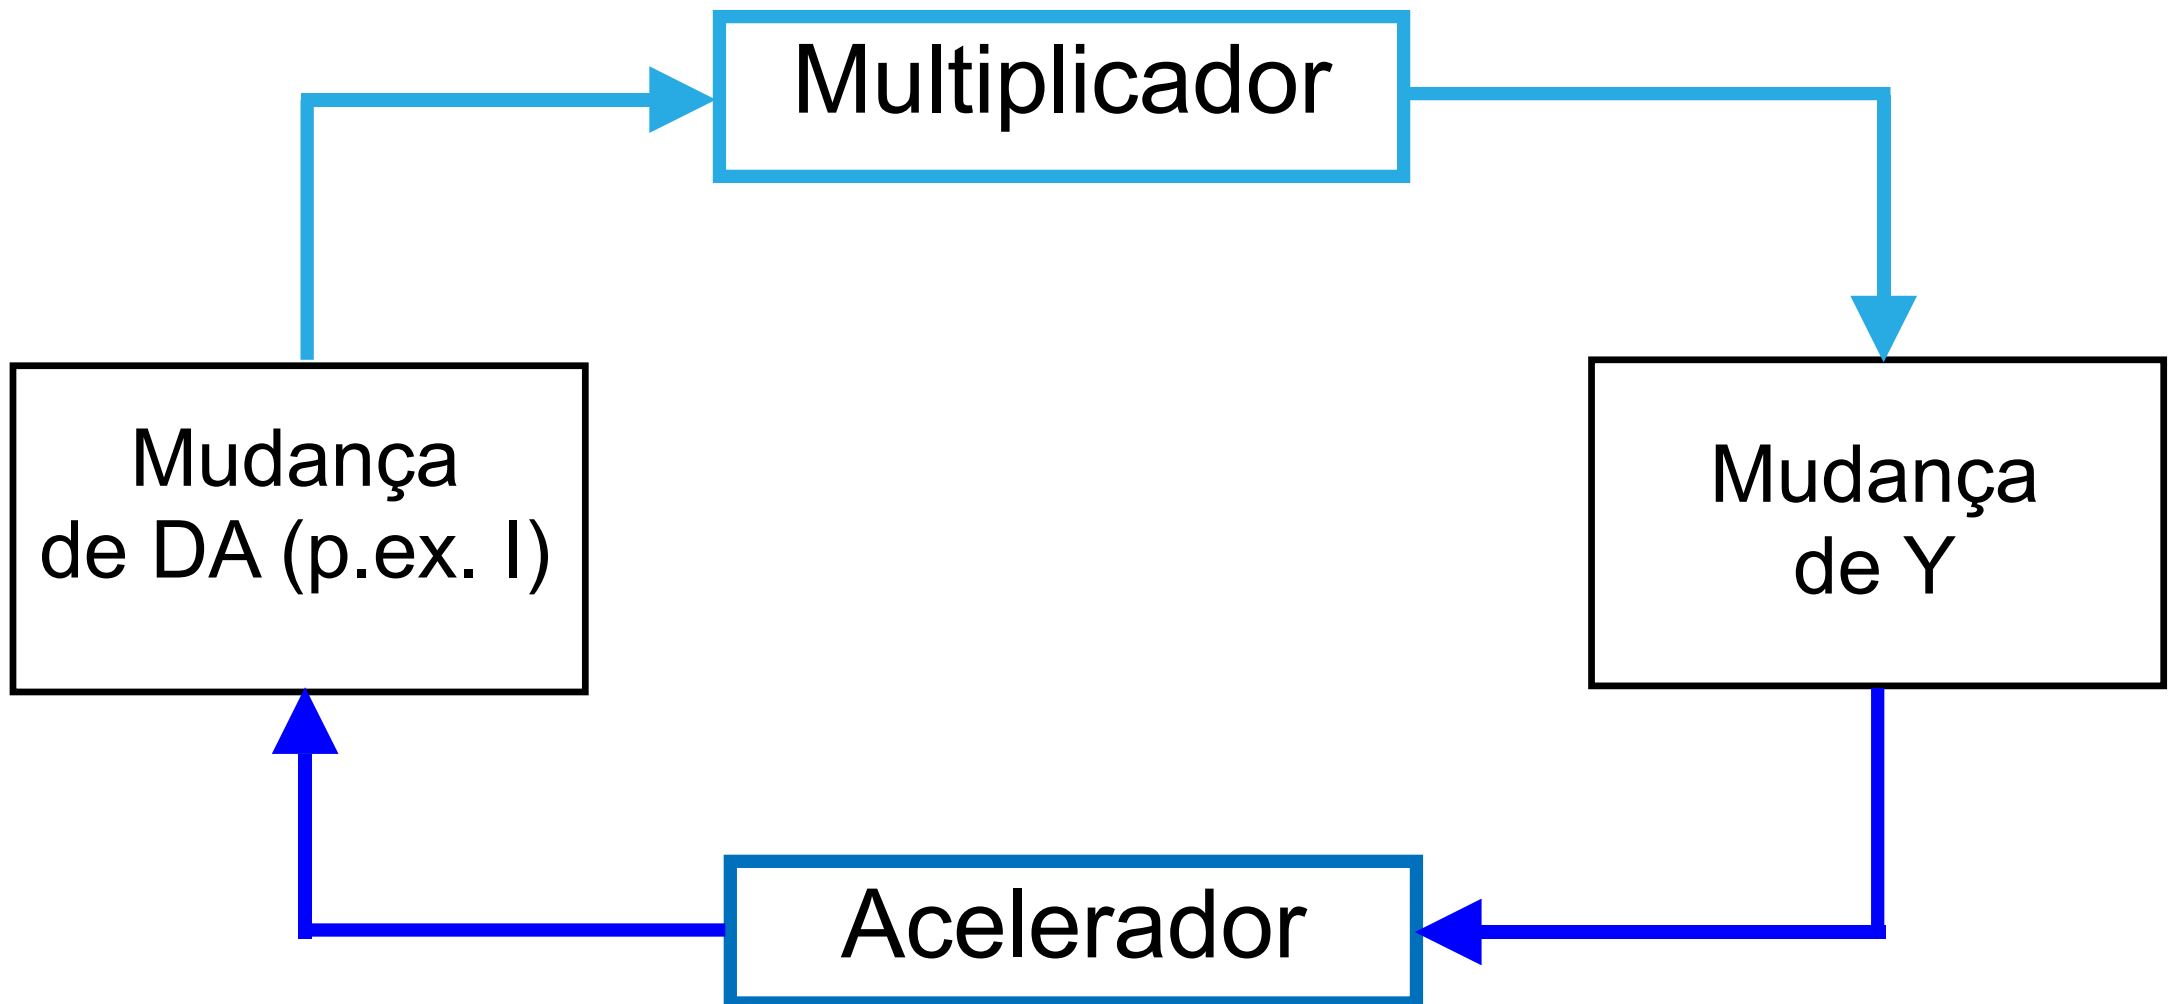 Multiplicador
Mudança
de DA (p.ex. I)
Mudança
de Y
Acelerador